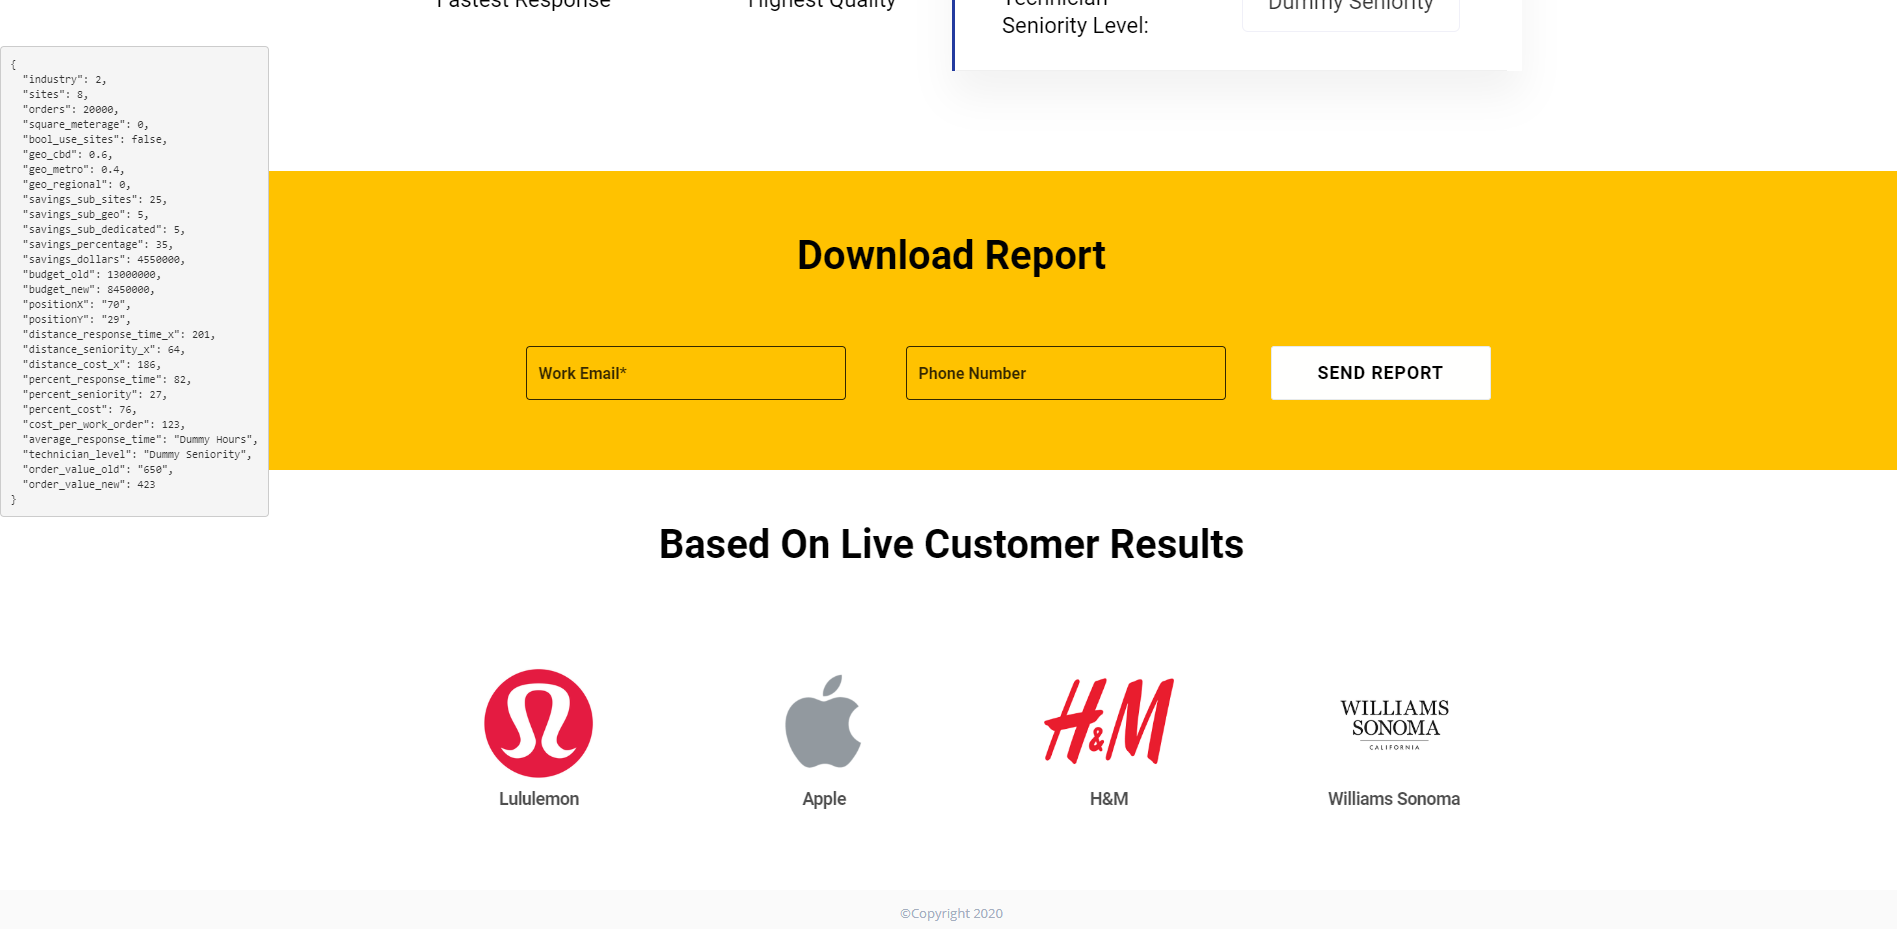 Fastest Response
Highest Quality
Technician
Seniority Level:
Dummy Seniority
{
"industry": 2,
"sites": 8,
"orders": 20000,
"square_meterage": 0,
"bool_use_sites": false,
"geo_cbd": 0.6,
"geo_metro": 0.4,
"geo_regional": 0,
"savings_sub_sites": 25,
"savings_sub_geo": 5,
"savings_sub_dedicated": 5,
"savings_percentage": 35,
"savings_dollars": 4550000,
"budget_old": 13000000,
"budget_new": 8450000,
"positionX": "70",
"positionY": "29",
"distance_response_time_x": 201,
"distance_seniority_x": 64,
"distance_cost_x": 186,
"percent_response_time": 82,
"percent_seniority": 27,
"percent_cost": 76,
"cost_per_work_order": 123,
"average_response_time": "Dummy Hours",
"technician_level": "Dummy Seniority",
"order_value_old": "650",
"order_value_new": 423
}
Download Report
Work Email*
Phone Number
SEND REPORT
Based On Live Customer Results
H&M
WILLIAMS
SONOMA
CALIFORNIA
Lululemon
Apple
H&M
Williams Sonoma
©Copyright 2020